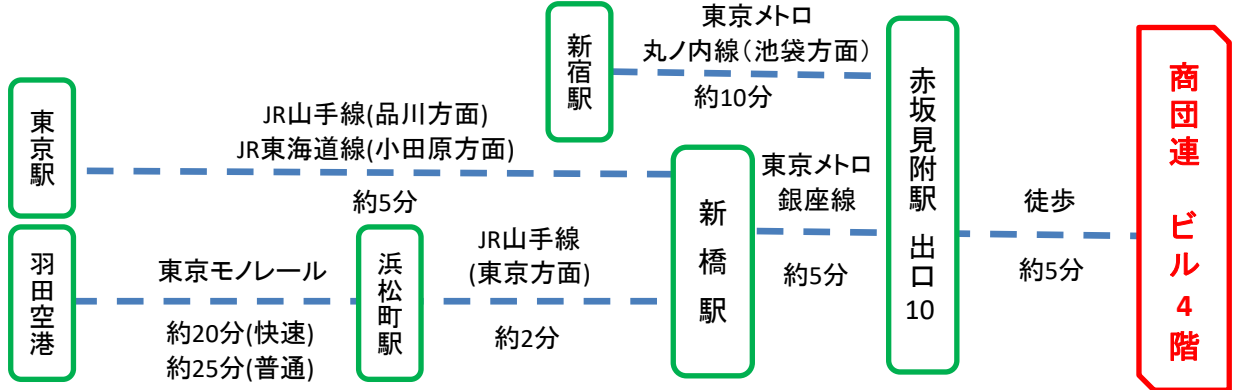 新宿駅
東京メトロ
丸ノ内線(池袋方面)
約10分
東京駅
JR山手線(品川方面)
JR東海道線(小田原方面)
約5分
羽田空港
東京モノレール
約20分(快速)
約25分(普通)
浜松町駅
JR山手線
(東京方面)
約2分
新橋駅
東京メトロ
銀座線
約5分
赤坂見附駅 出口10
徒歩
約5分
商団連 ビル4階